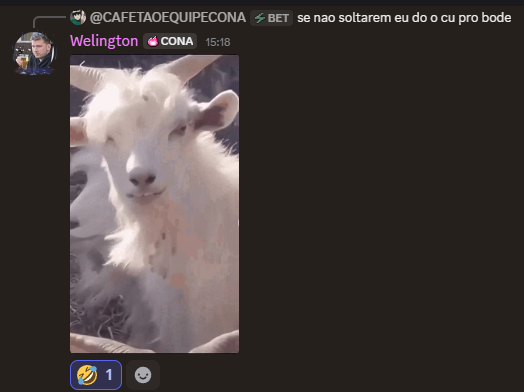 @CAFETAOEQUIPECONA BET se nao soltarem eu do o cu pro bode
Welington CONA 15:18
1